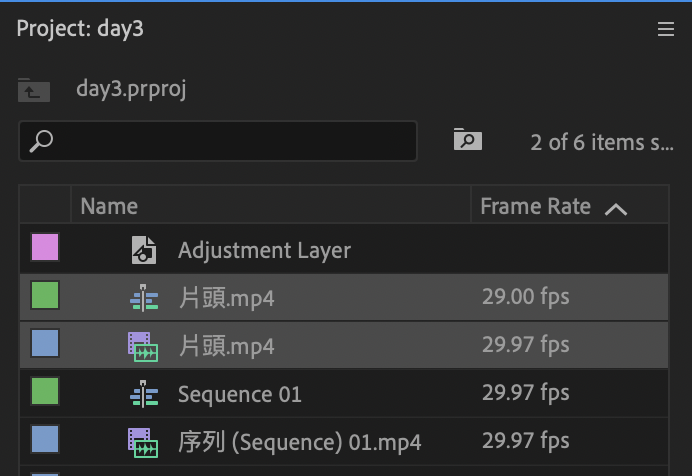 Project: day3
day3.prproj
2 of 6 items s...
Name Frame Rate
Adjustment Layer
片頭.mp4 29.00 fps
片頭.mp4 29.97 fps
Sequence 01 29.97 fps
序列 (Sequence) 01.mp4 29.97 fps